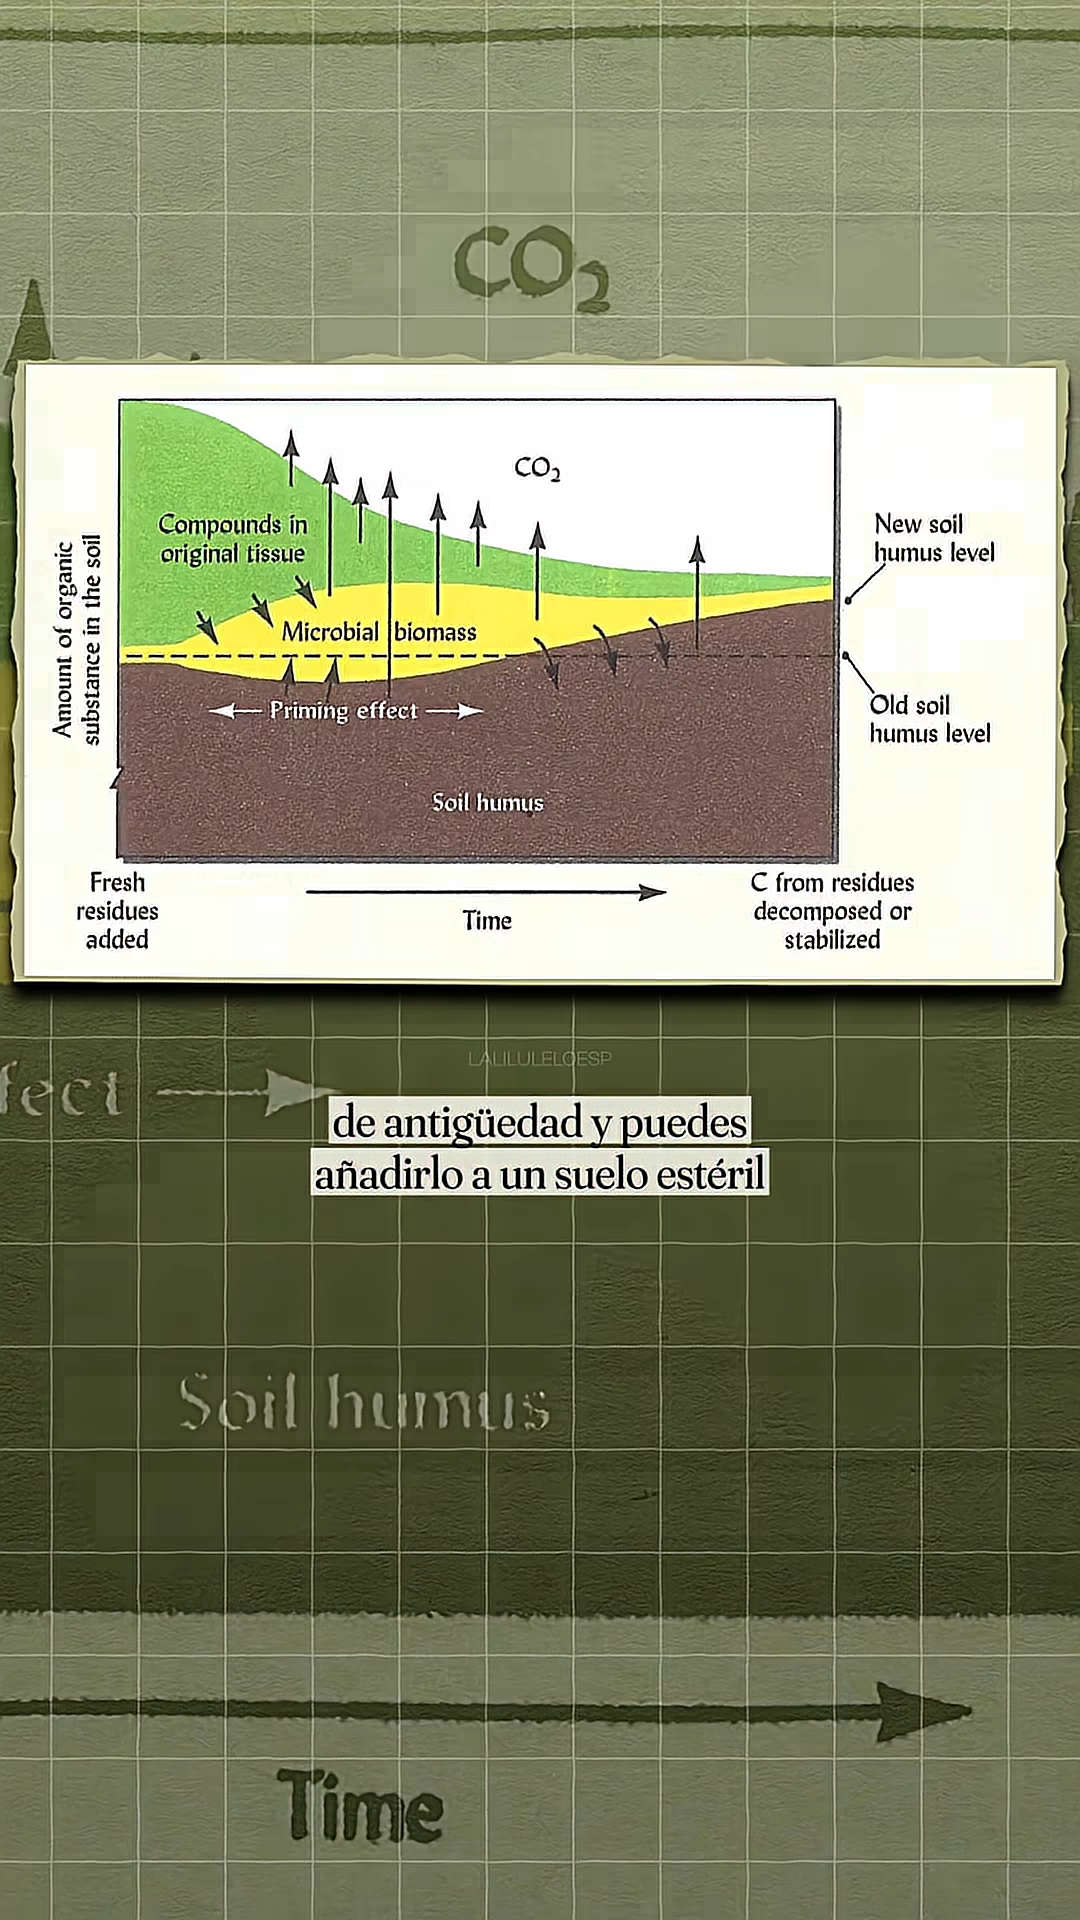 CO₂
CO₂
Compounds in
original tissue
Microbial biomass
Priming effect
Soil humus
Amount of organic
substance in the soil
New soil
humus level
Old soil
humus level
Fresh
residues
added
Time
C from residues
decomposed or
stabilized
LALILULELOESP
fect
de antigüedad y puedes
añadirlo a un suelo estéril
Soil humus
Time